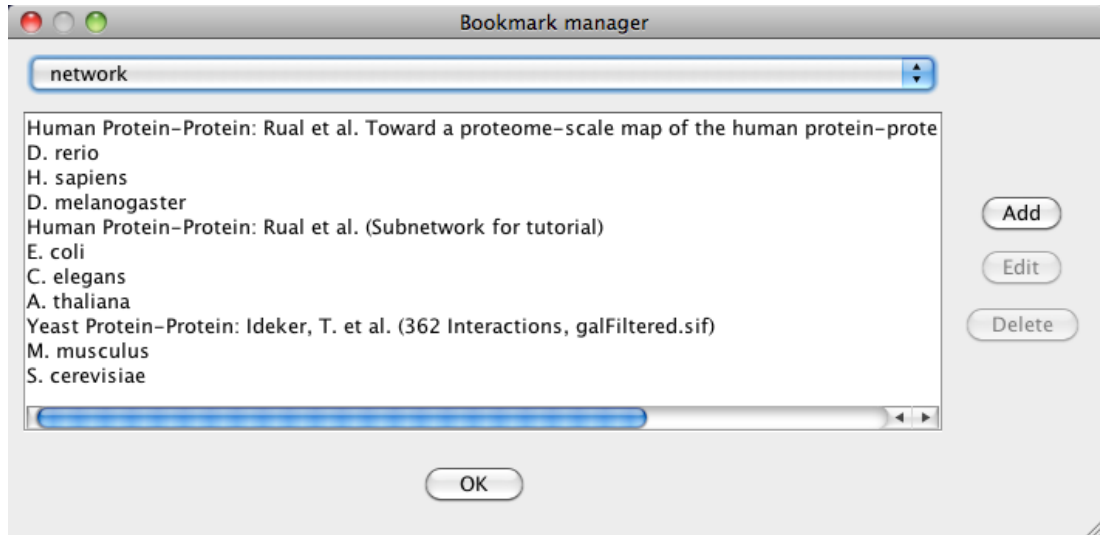 Bookmark manager
network
Human Protein-Protein: Rual et al. Toward a proteome-scale map of the human protein-prote
D. rerio
H. sapiens
D. melanogaster
Human Protein-Protein: Rual et al. (Subnetwork for tutorial)
E. coli
C. elegans
A. thaliana
Yeast Protein-Protein: Ideker, T. et al. (362 Interactions, galFiltered.sif)
M. musculus
S. cerevisiae
Add
Edit
Delete
OK